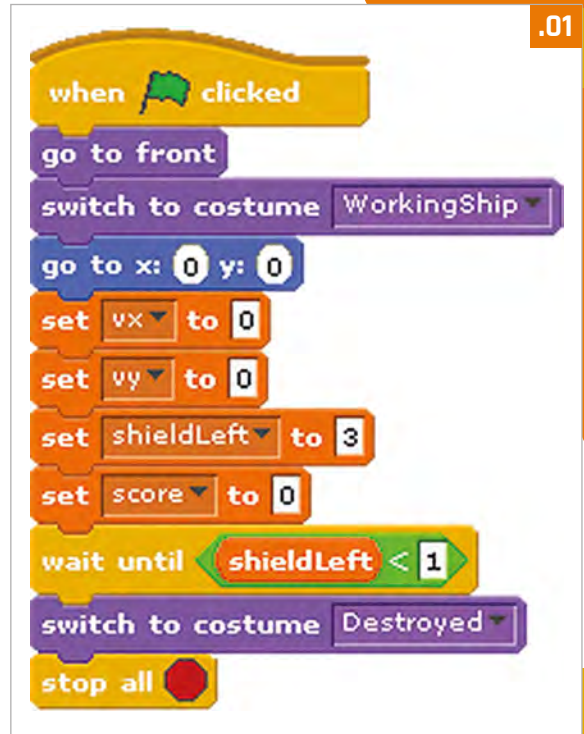 .01
when clicked
go to front
switch to costume WorkingShip
go to x: 0 y: 0
set vx to 0
set vy to 0
set shieldLeft to 3
set score to 0
wait until shieldLeft < 1
switch to costume Destroyed
stop all